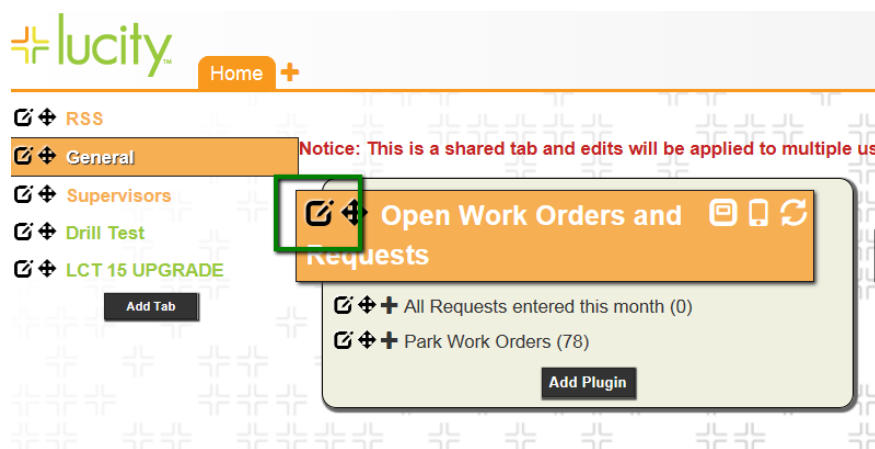 lucity
Home
RSS
General
Supervisors
Drill Test
LCT 15 UPGRADE
Add Tab
Notice: This is a shared tab and edits will be applied to multiple us
Open Work Orders and
Requests
All Requests entered this month (0)
Park Work Orders (78)
Add Plugin